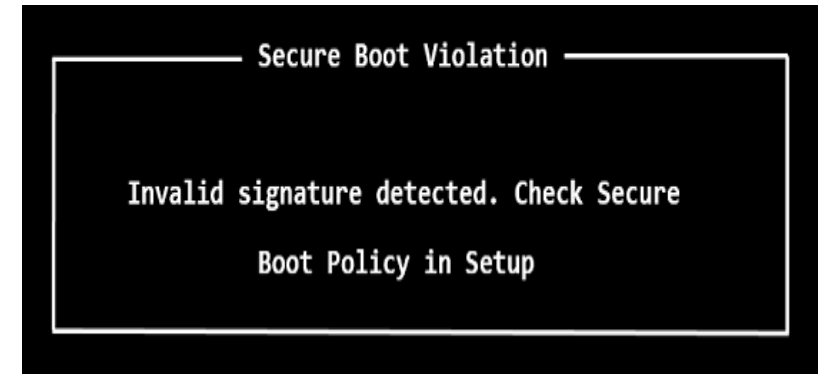 Secure Boot Violation
Invalid signature detected. Check Secure
Boot Policy in Setup